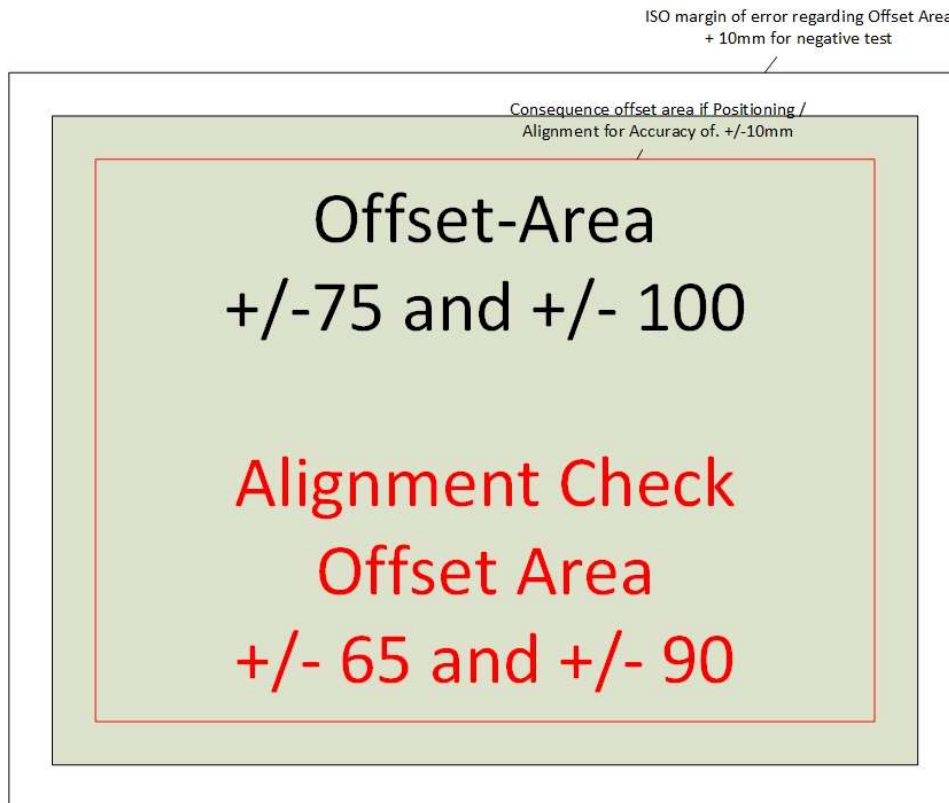 ISO margin of error regarding Offset Area
+ 10mm for negative test
Consequence offset area if Positioning /
Alignment for Accuracy of. +/-10mm
Offset-Area
+/-75 and +/- 100
Alignment Check
Offset Area
+/- 65 and +/- 90